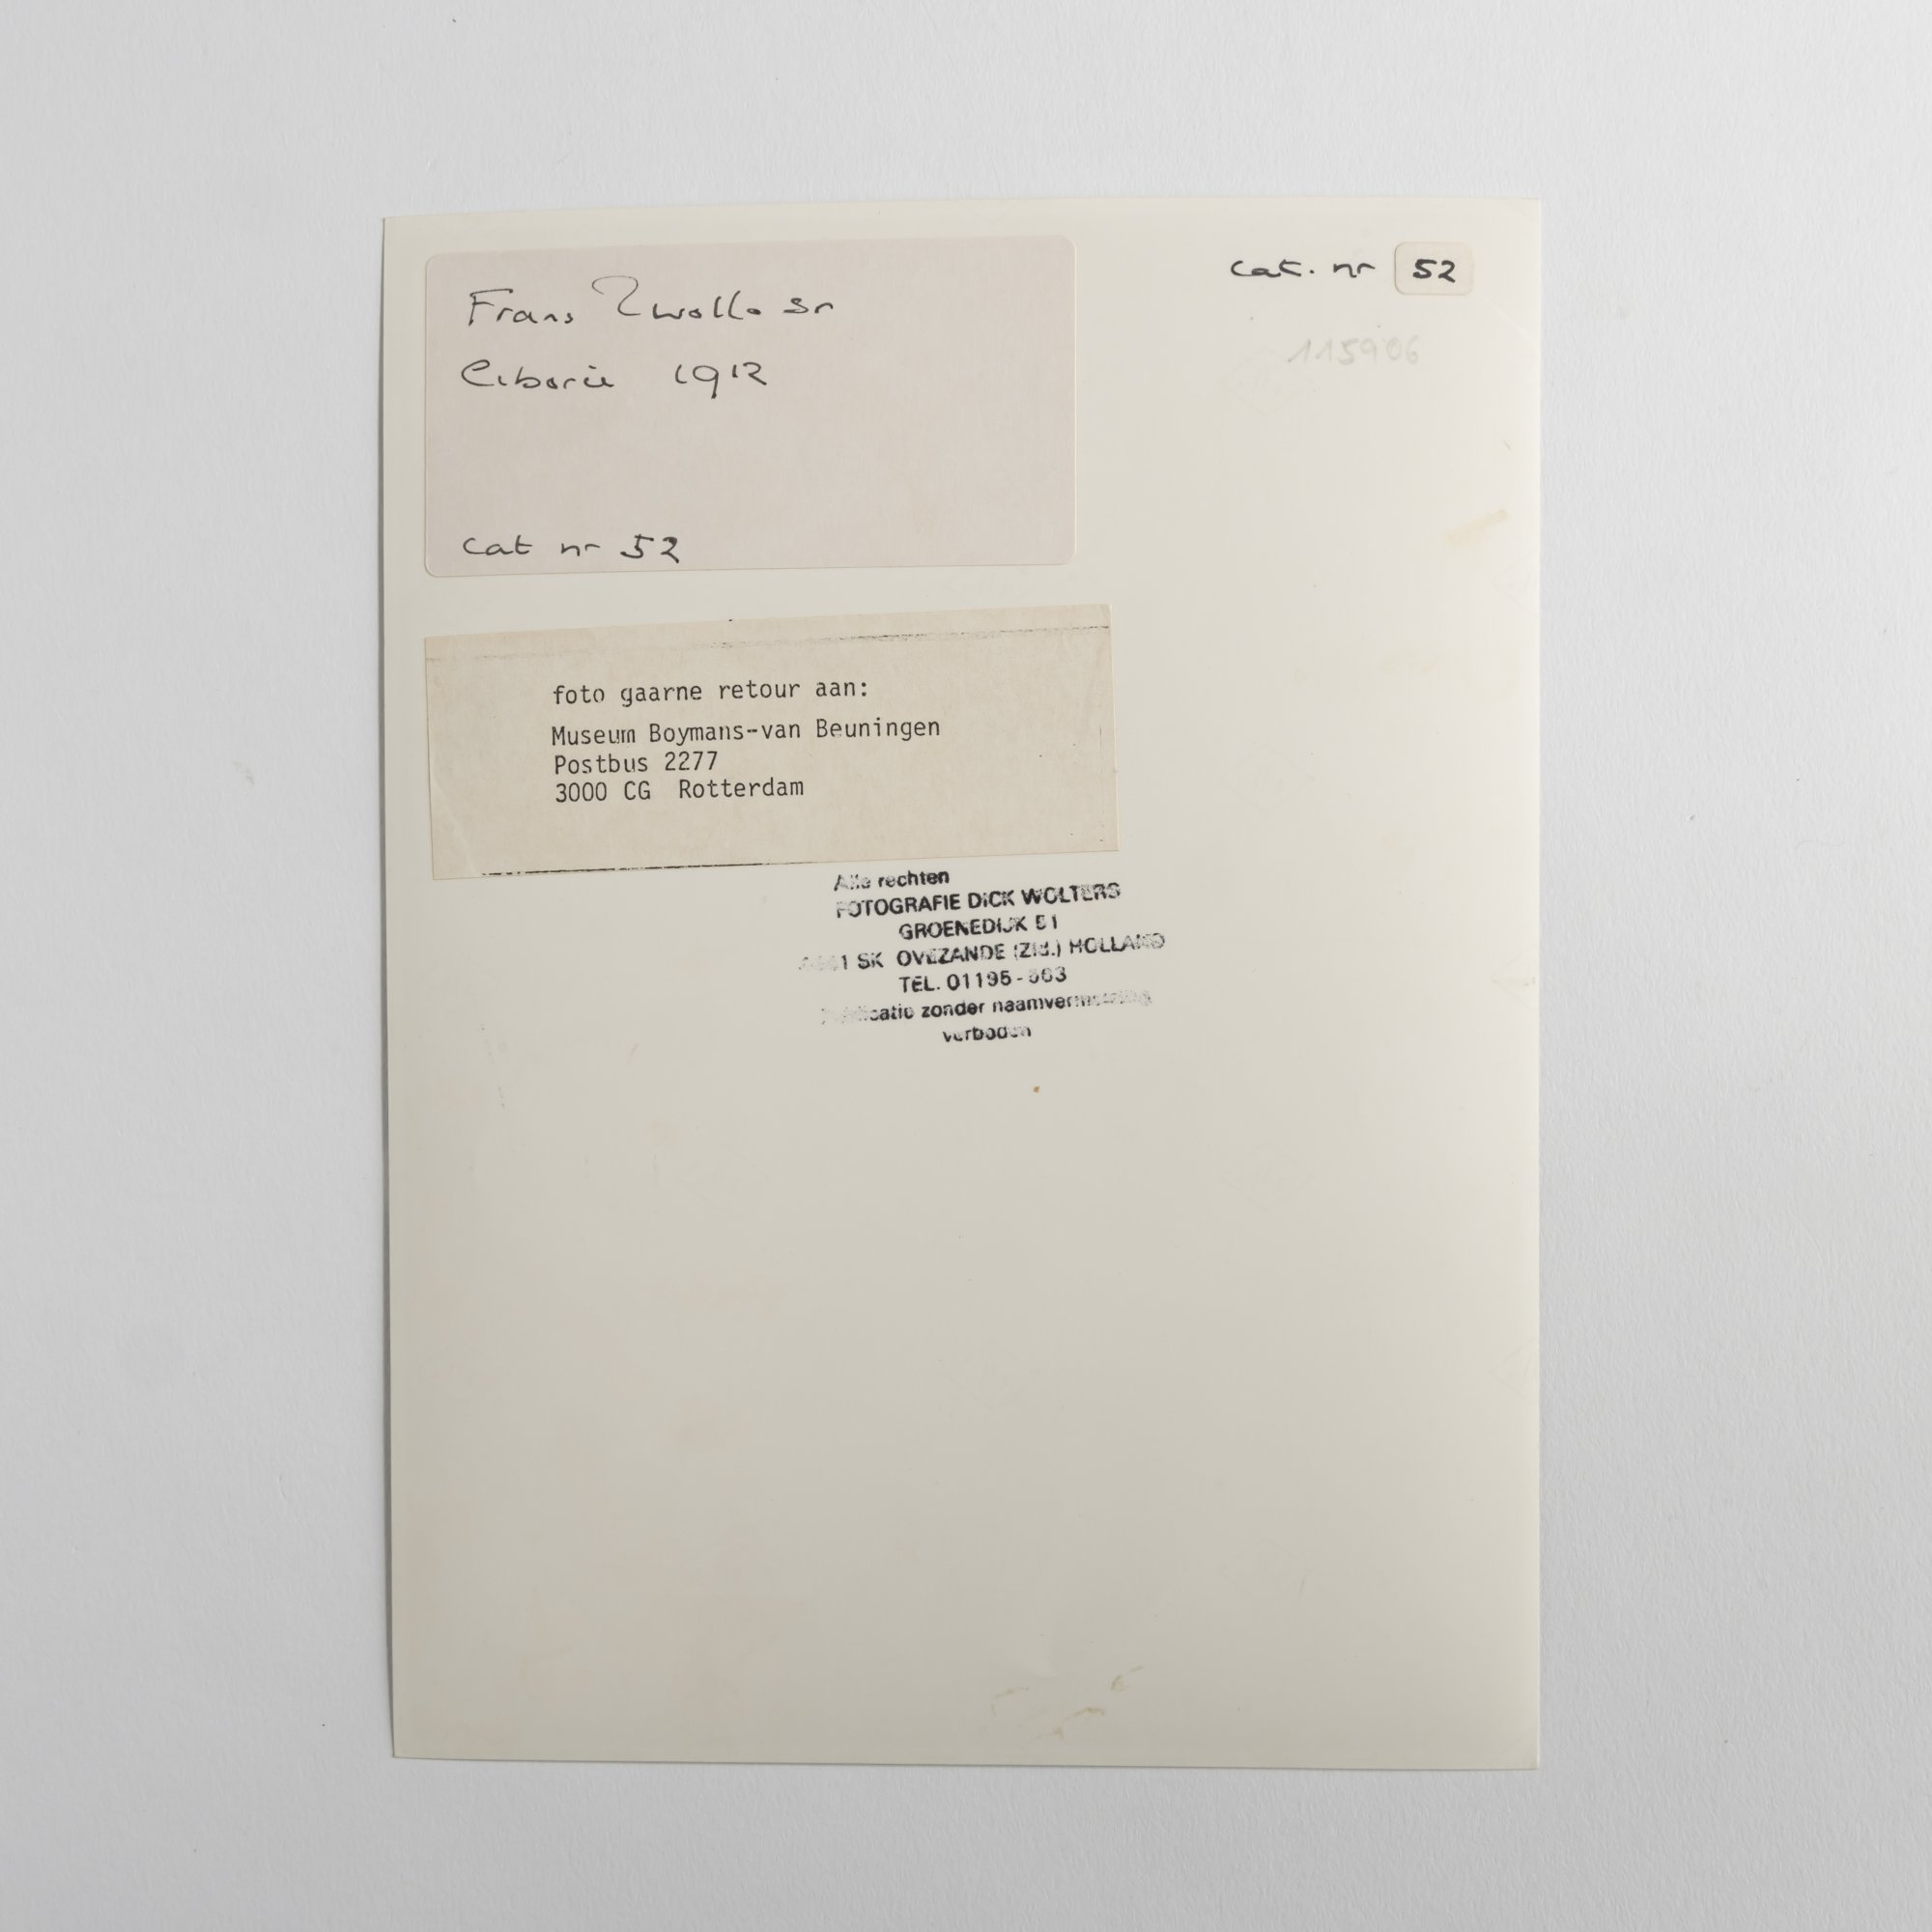 Frans Zwollo Sr
Ciborie 1912
cat nr 52
cat. nr 52
115906
foto gaarne retour aan:
Museum Boymans-van Beuningen
Postbus 2277
3000 CG Rotterdam
Alle rechten
FOTOGRAFIE DICK WOLTERS
GROENEDIJK 51
SK OVEZANDE (Zld.) HOLLAND
TEL. 01195-
zonder naamvermelding
verboden